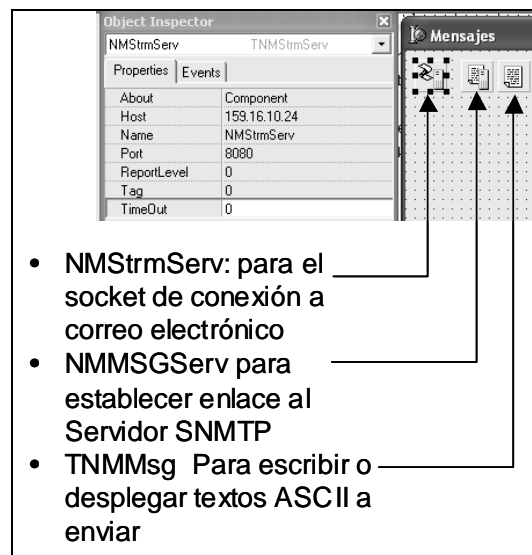 Object Inspector
NMStrmServ TNMStrmServ
Properties Events
About Component
Host 159.16.10.24
Name NMStrmServ
Port 8080
ReportLevel 0
Tag 0
TimeOut 0
Mensajes
• NMStrmServ: para el
socket de conexión a
correo electrónico
• NMMSGServ para
establecer enlace al
Servidor SNMTP
• TNMMsg Para escribir o
desplegar textos ASCII a
enviar